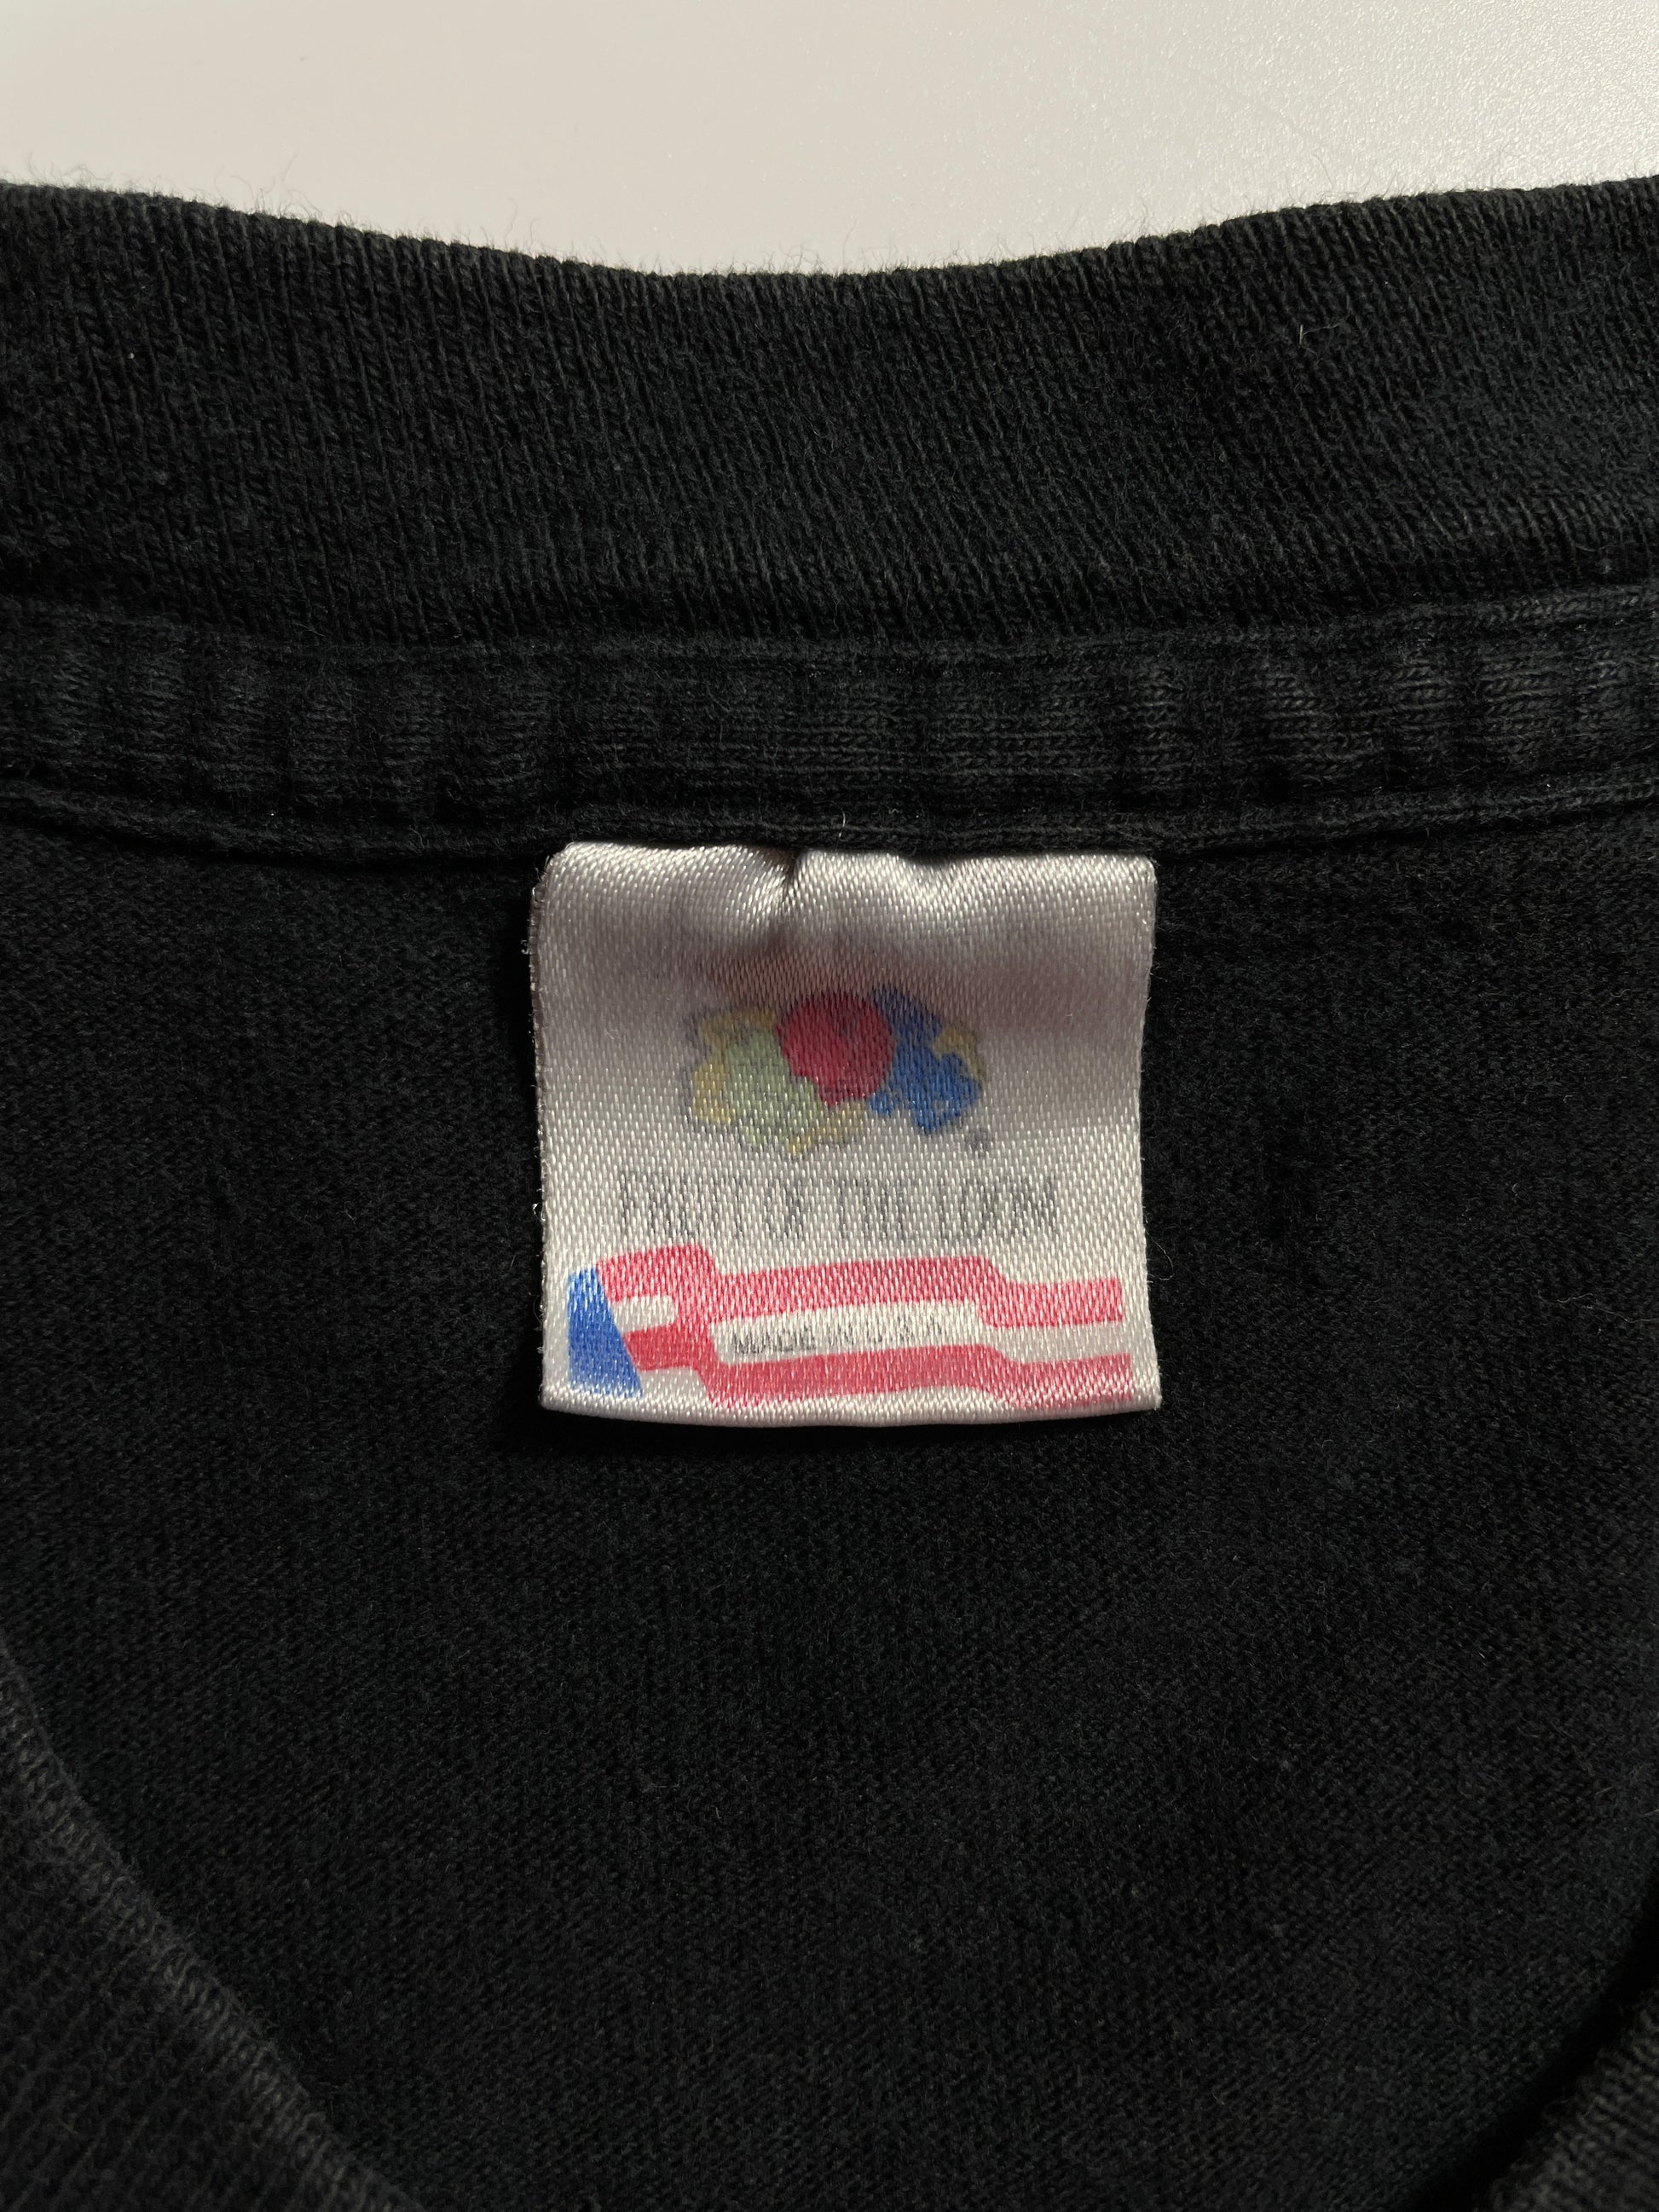 ®
FRUIT OF THE LOOM
MADE IN U.S.A.